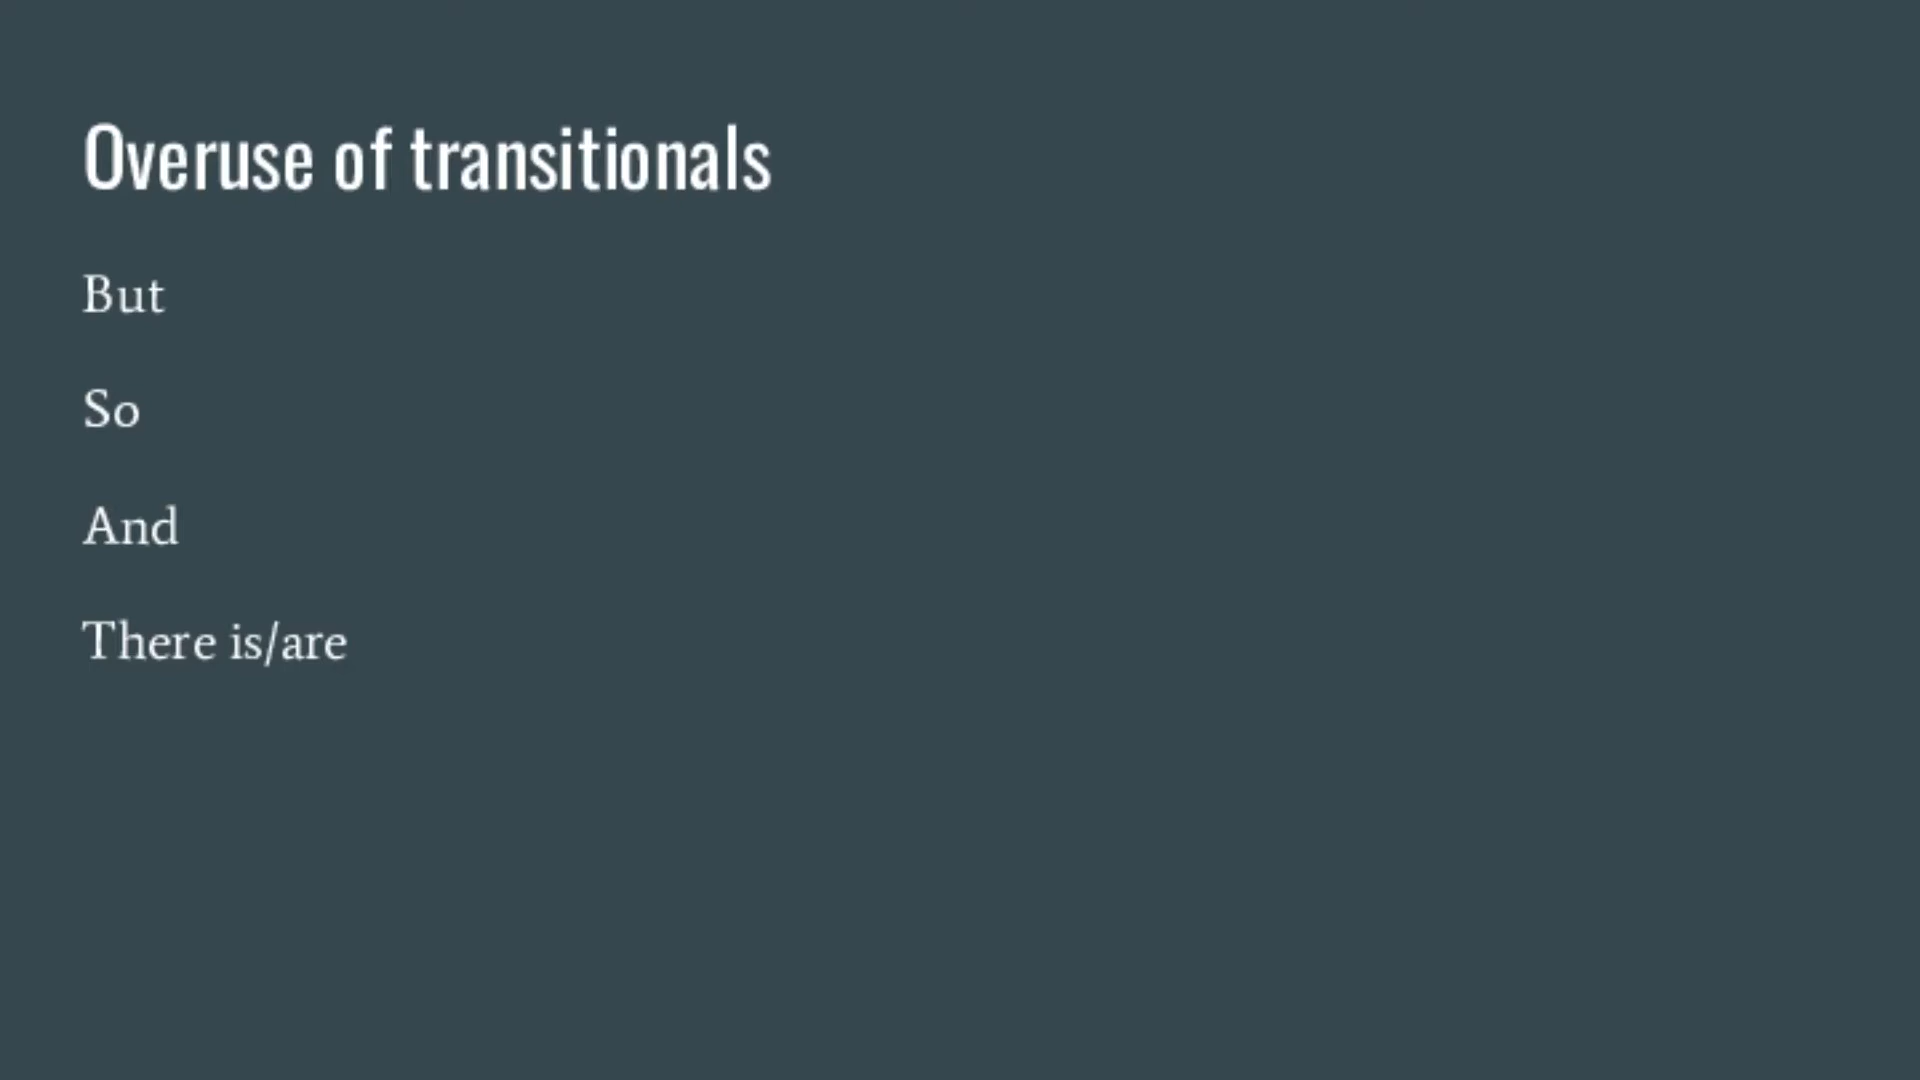 Overuse of transitionals
But
So
And
There is/are